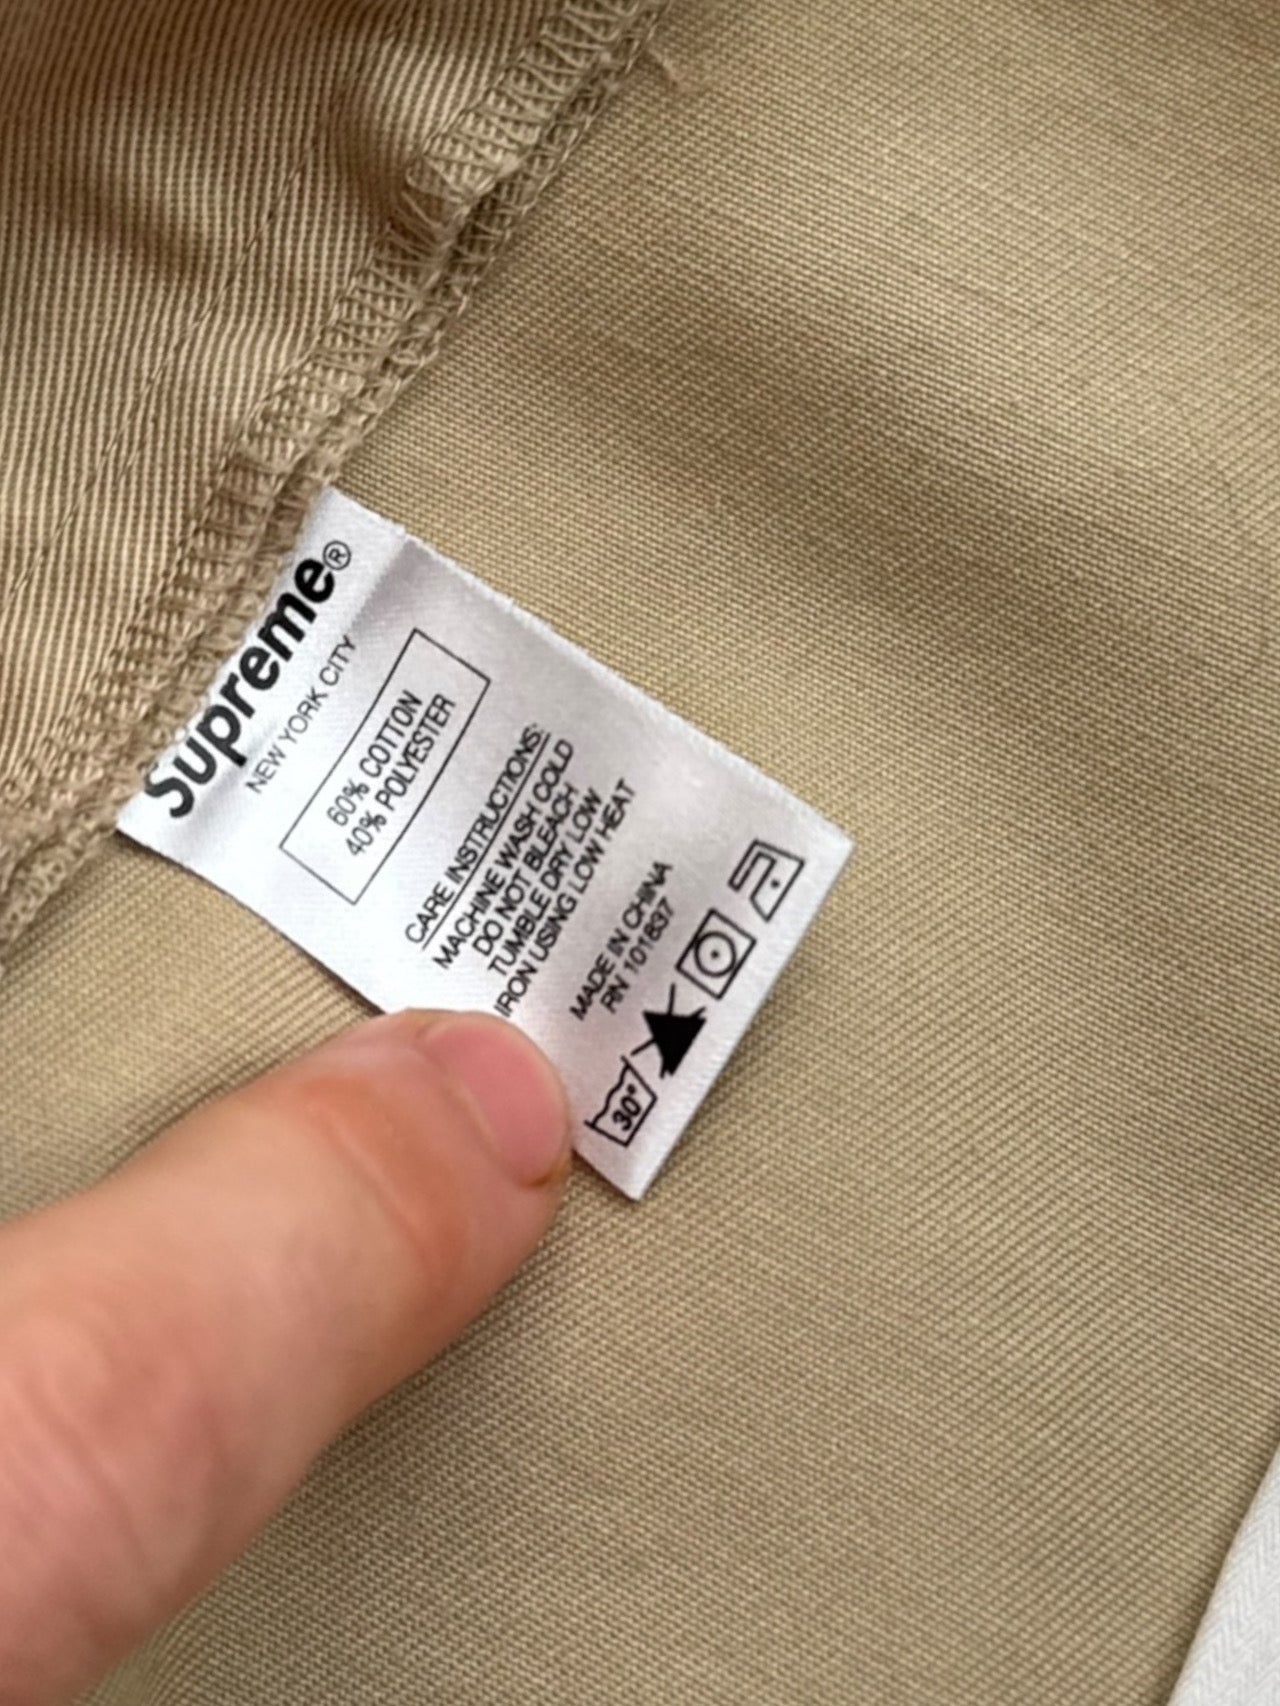 Supreme®
NEW YORK CITY
60% COTTON
40% POLYESTER
CARE INSTRUCTIONS:
MACHINE WASH COLD
DO NOT BLEACH
TUMBLE DRY LOW
IRON USING LOW HEAT
MADE IN CHINA
RN 101837
30°